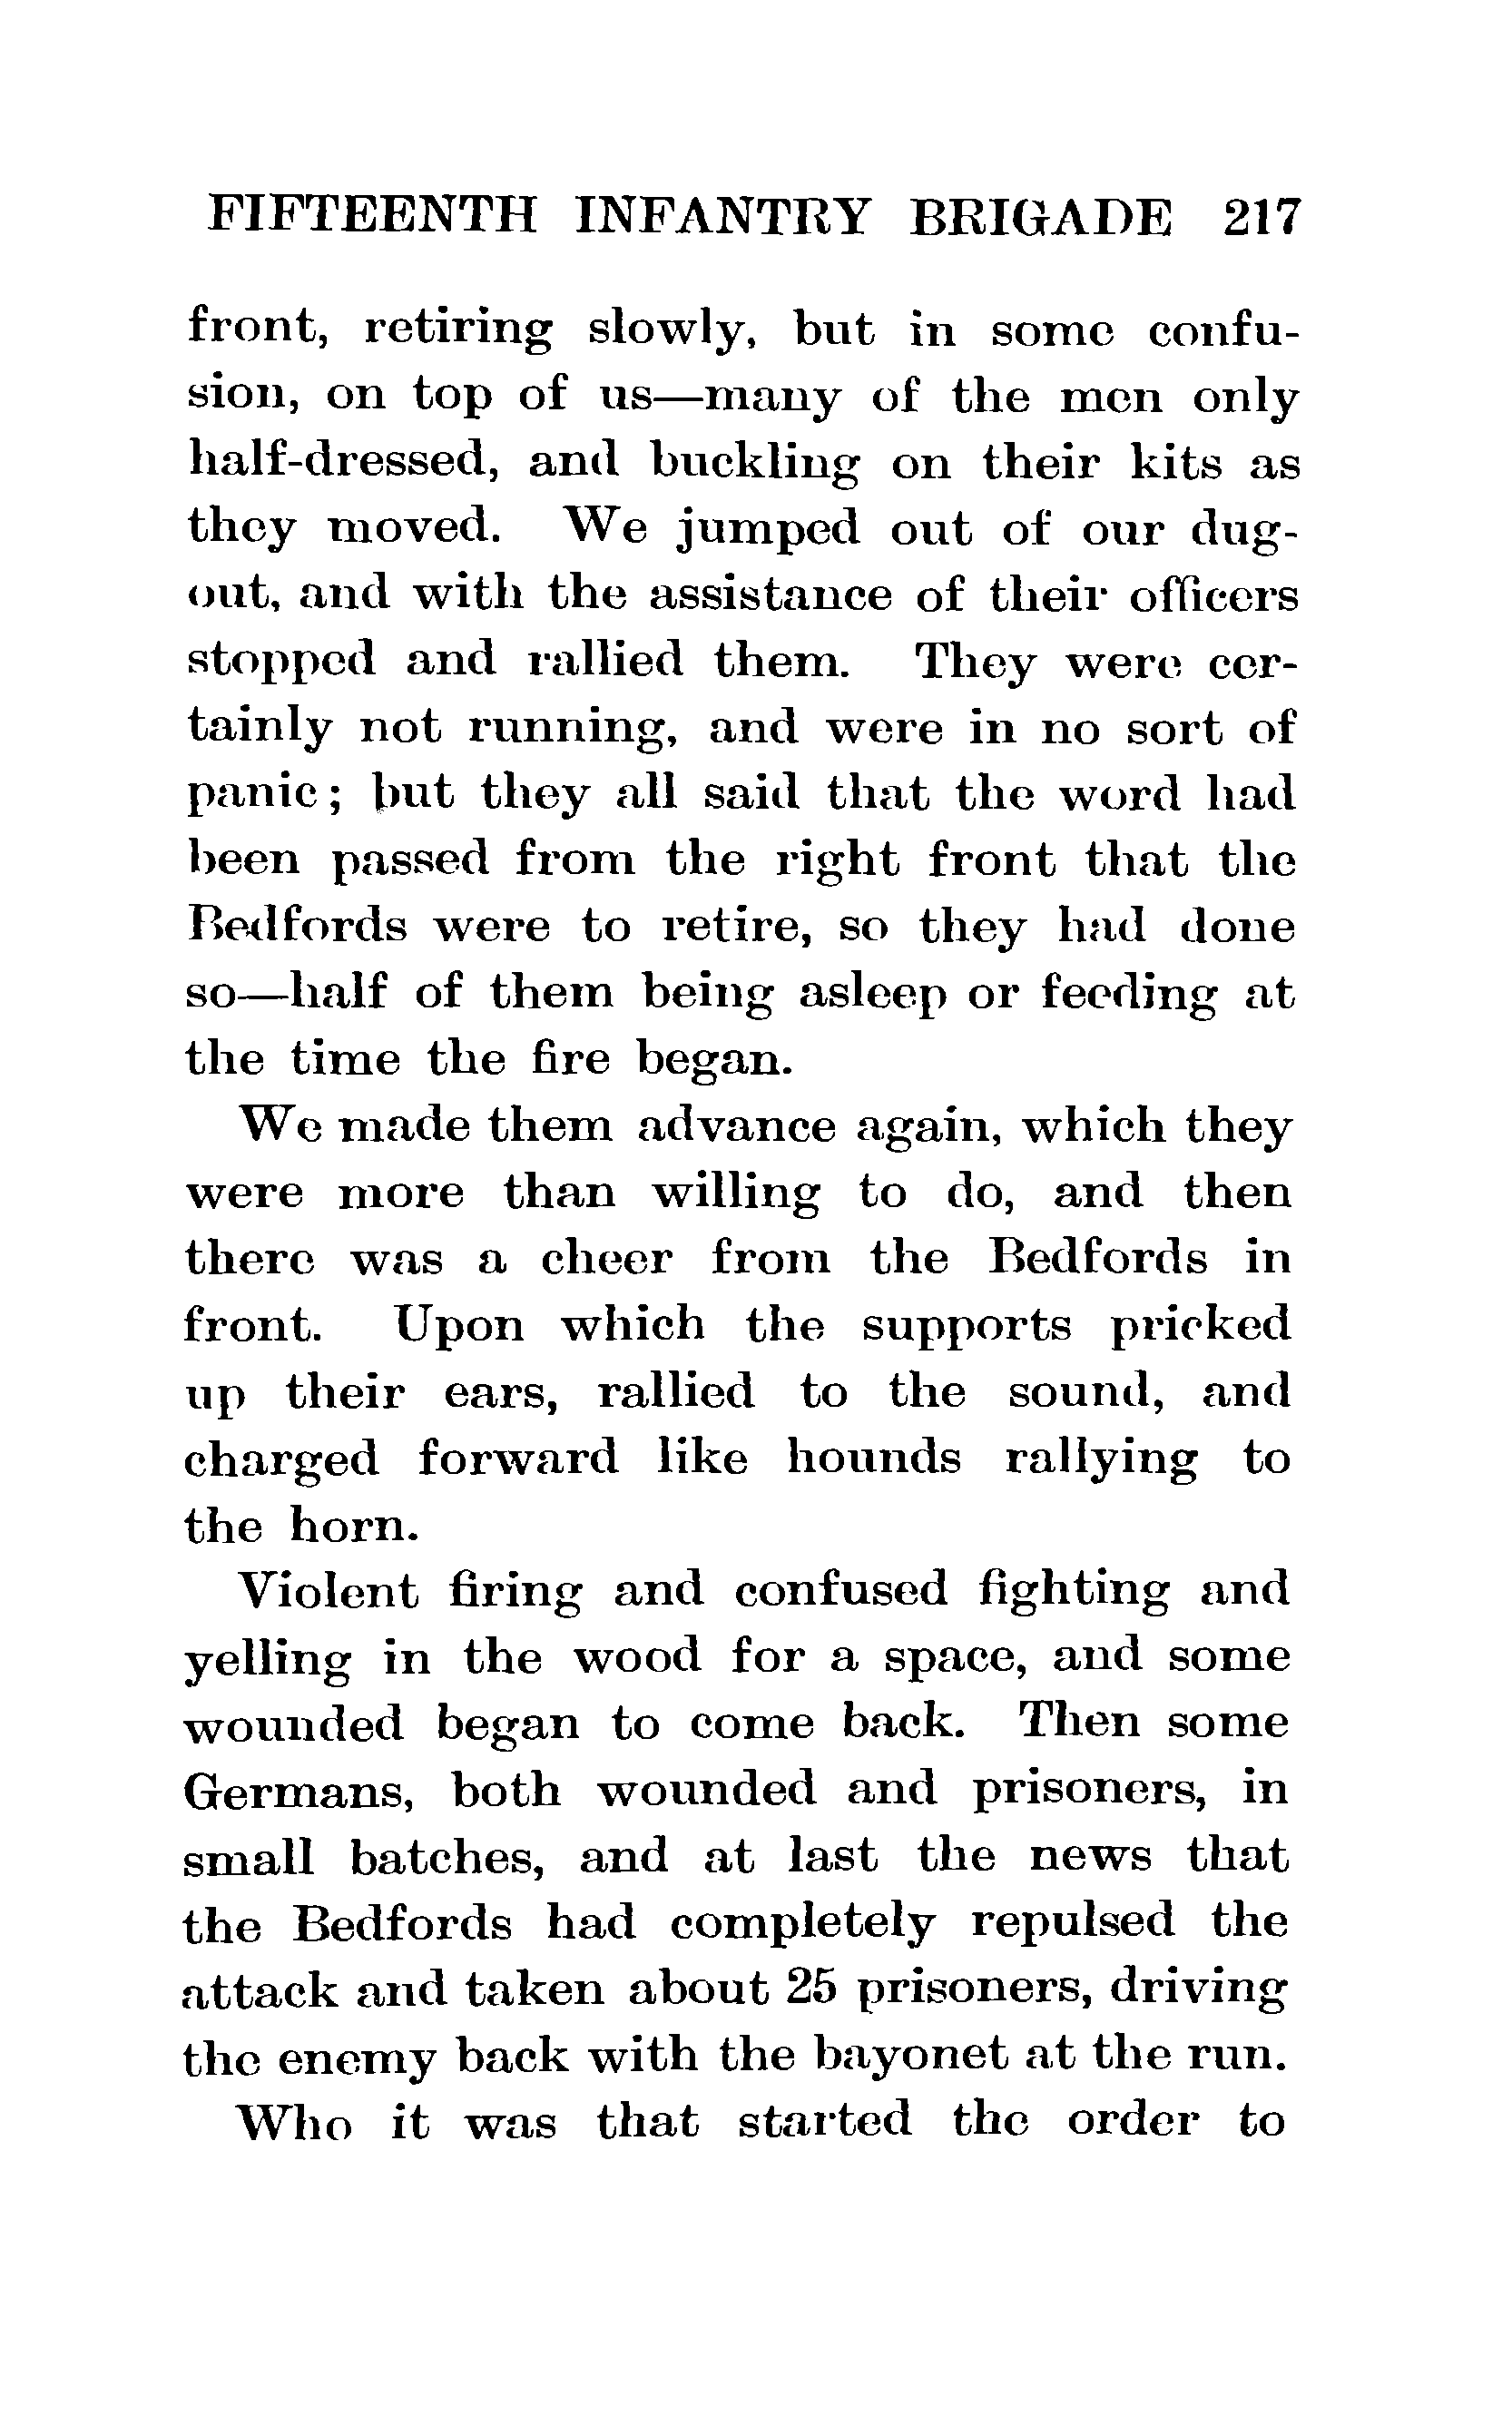 FIFTEENTH INFANTRY BRIGADE 217
front, retiring slowly, but in some confu-
sion, on top of us—many of the men only
half-dressed, and buckling on their kits as
they moved. We jumped out of our dug-
out, and with the assistance of their officers
stopped and rallied them. They were cer-
tainly not running, and were in no sort of
panic; but they all said that the word had
been passed from the right front that the
Bedfords were to retire, so they had done
so—half of them being asleep or feeding at
the time the fire began.
We made them advance again, which they
were more than willing to do, and then
there was a cheer from the Bedfords in
front. Upon which the supports pricked
up their ears, rallied to the sound, and
charged forward like hounds rallying to
the horn.
Violent firing and confused fighting and
yelling in the wood for a space, and some
wounded began to come back. Then some
Germans, both wounded and prisoners, in
small batches, and at last the news that
the Bedfords had completely repulsed the
attack and taken about 25 prisoners, driving
the enemy back with the bayonet at the run.
Who it was that started the order to